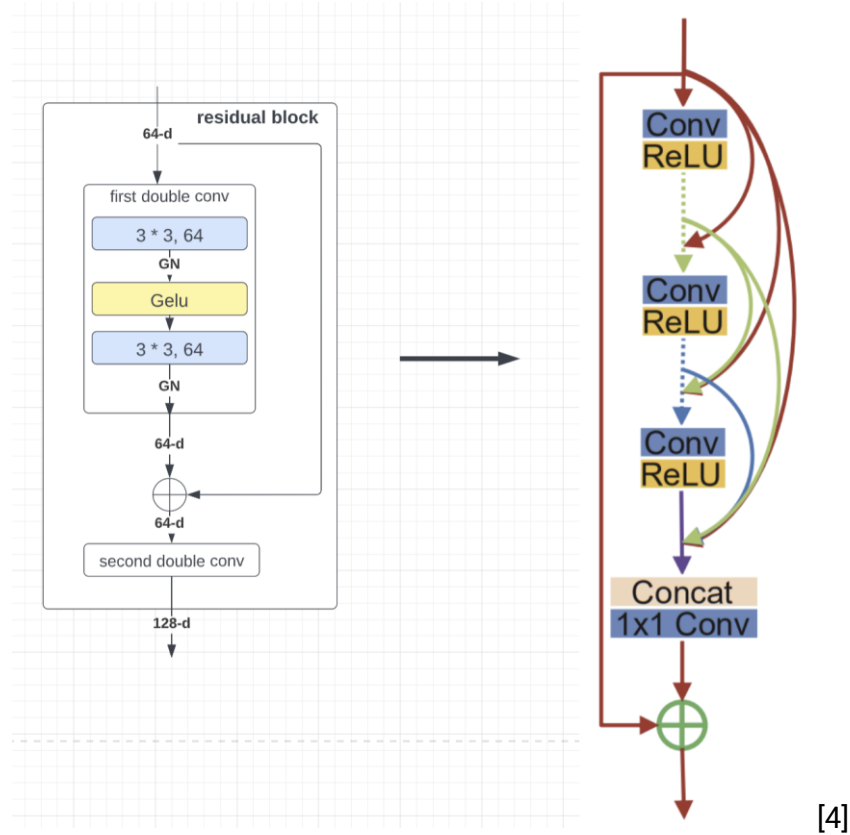 residual block
64-d
first double conv
3 * 3, 64
GN
Gelu
3 * 3, 64
GN
64-d
64-d
second double conv
128-d
Conv
ReLU
Conv
ReLU
Conv
ReLU
Concat
1x1 Conv
[4]